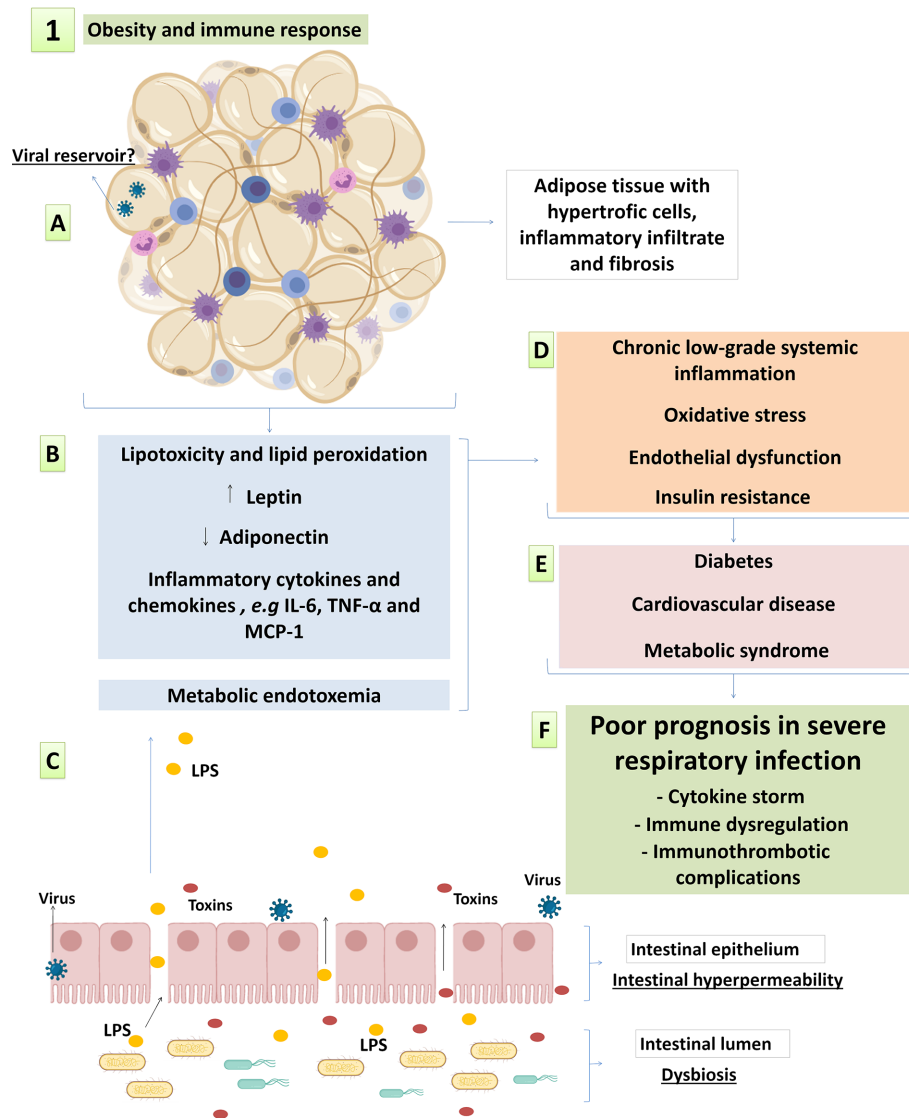 1
Obesity and immune response
Viral reservoir?
A
Adipose tissue with
hypertrofic cells,
inflammatory infiltrate
and fibrosis
B
Lipotoxicity and lipid peroxidation
↑ Leptin
↓ Adiponectin
Inflammatory cytokines and
chemokines , e.g IL-6, TNF-α and
MCP-1
Metabolic endotoxemia
D
Chronic low-grade systemic
inflammation
Oxidative stress
Endothelial dysfunction
Insulin resistance
E
Diabetes
Cardiovascular disease
Metabolic syndrome
F
Poor prognosis in severe
respiratory infection
- Cytokine storm
- Immune dysregulation
- Immunothrombotic
complications
C
LPS
Virus
Toxins
Toxins
Virus
Intestinal epithelium
Intestinal hyperpermeability
LPS
LPS
Intestinal lumen
Dysbiosis